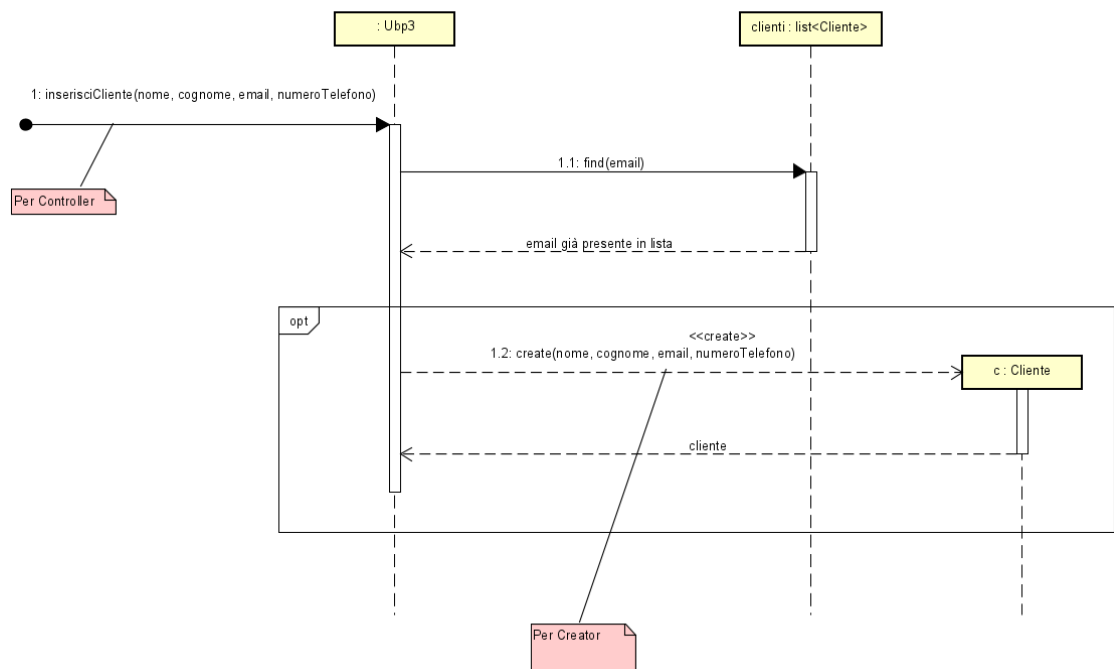 : Ubp3
clienti : list<Cliente>
1: inserisciCliente(nome, cognome, email, numeroTelefono)
1.1: find(email)
Per Controller
email già presente in lista
opt
<<create>>
1.2: create(nome, cognome, email, numeroTelefono)
c : Cliente
cliente
Per Creator